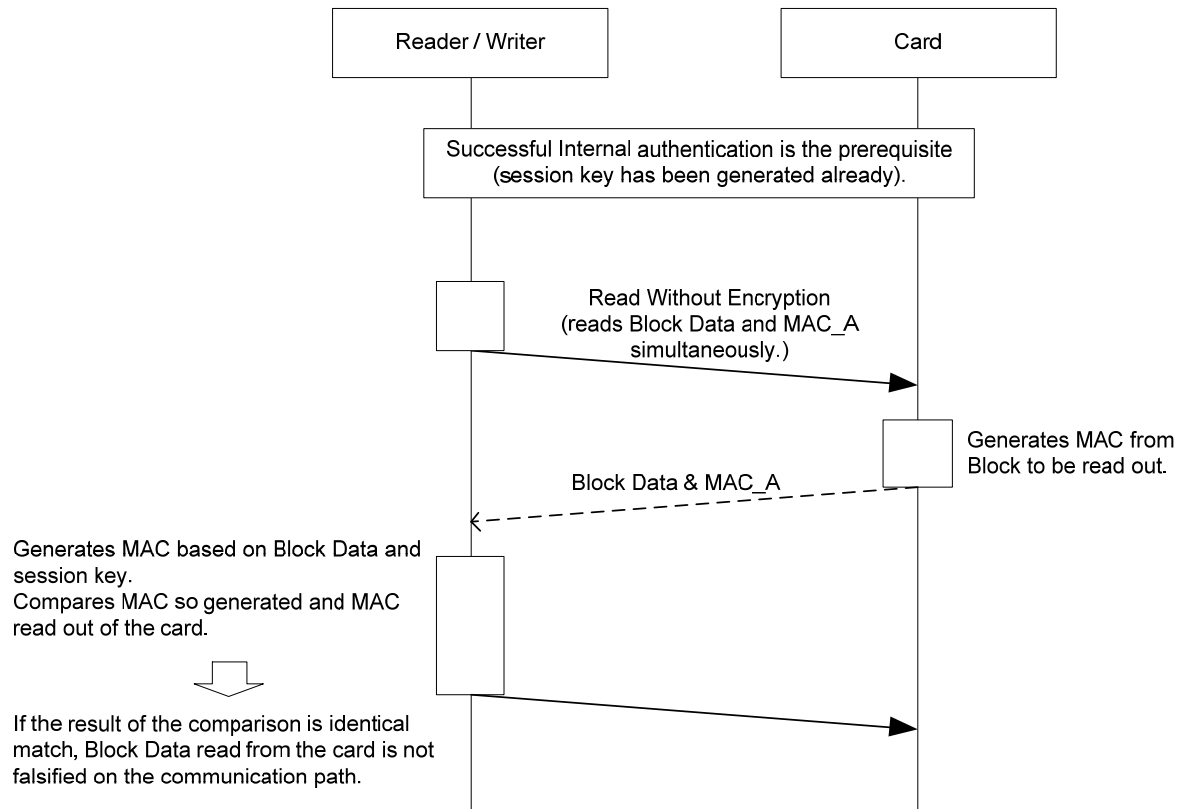 Reader / Writer
Card
Successful Internal authentication is the prerequisite
(session key has been generated already).
Read Without Encryption
(reads Block Data and MAC_A
simultaneously.)
Generates MAC from
Block to be read out.
Block Data & MAC_A
Generates MAC based on Block Data and
session key.
Compares MAC so generated and MAC
read out of the card.
If the result of the comparison is identical
match, Block Data read from the card is not
falsified on the communication path.